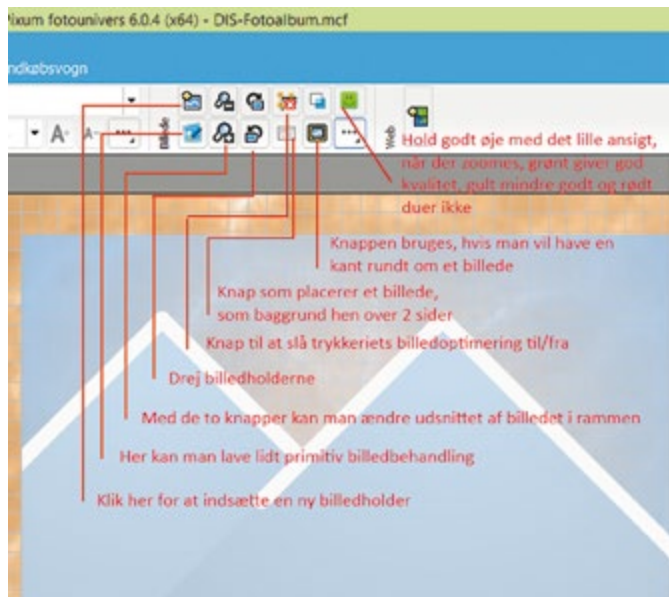 Pixum fotounivers 6.0.4 (x64) - DIS-Fotoalbum.mcf
ndkøbsvogn
Billede
Web
A
A
Hold godt øje med det lille ansigt,
når der zoomes, grønt giver god
kvalitet, gult mindre godt og rødt
duer ikke
Knappen bruges, hvis man vil have en
kant rundt om et billede
Knap som placerer et billede,
som baggrund hen over 2 sider
Knap til at slå trykkeriets billedoptimering til/fra
Drej billedholderne
Med de to knapper kan man ændre udsnittet af billedet i rammen
Her kan man lave lidt primitiv billedbehandling
Klik her for at indsætte en ny billedholder